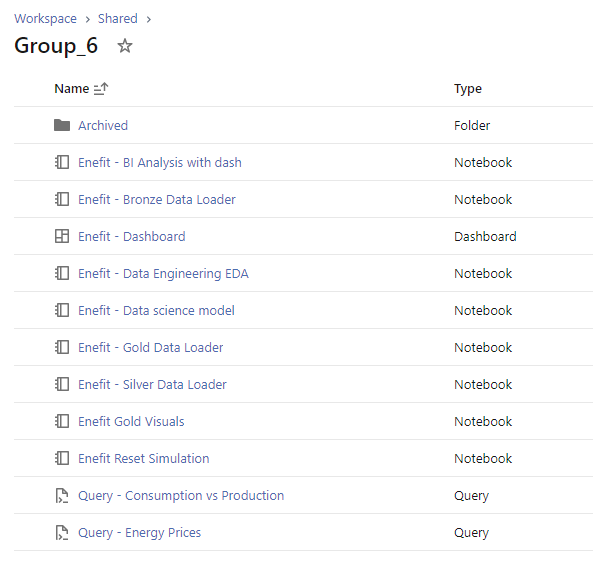 Workspace › Shared ›
Group_6
Name Type
Archived Folder
Enefit - BI Analysis with dash Notebook
Enefit - Bronze Data Loader Notebook
Enefit - Dashboard Dashboard
Enefit - Data Engineering EDA Notebook
Enefit - Data science model Notebook
Enefit - Gold Data Loader Notebook
Enefit - Silver Data Loader Notebook
Enefit Gold Visuals Notebook
Enefit Reset Simulation Notebook
Query - Consumption vs Production Query
Query - Energy Prices Query